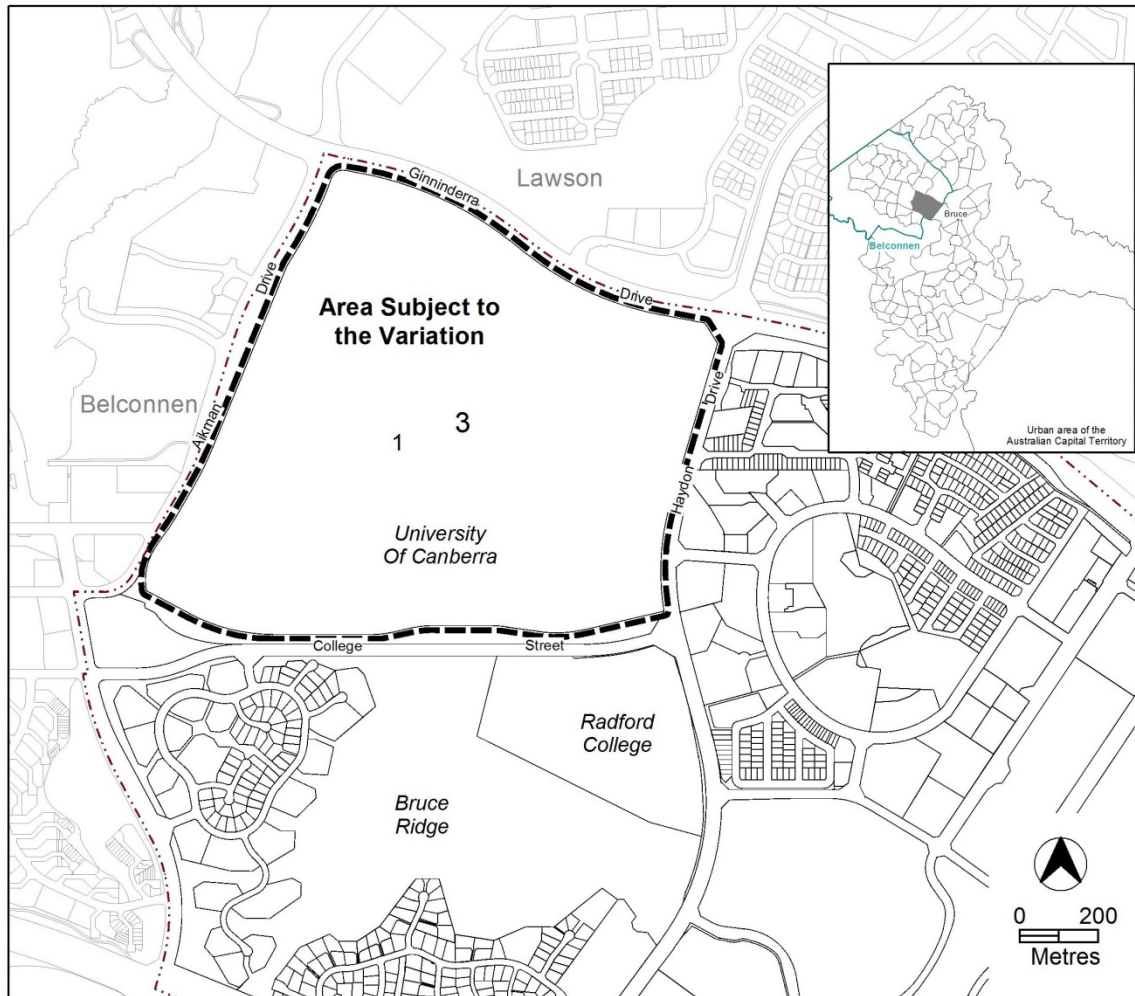 Ginninderra
Lawson
Drive
Drive
Area Subject to
the Variation
Belconnen
Aikman
1
3
Drive
Haydon
University
Of Canberra
College
Street
Radford
College
Bruce
Ridge
Bruce
Belconnen
Urban area of the
Australian Capital Territory
0 200
Metres